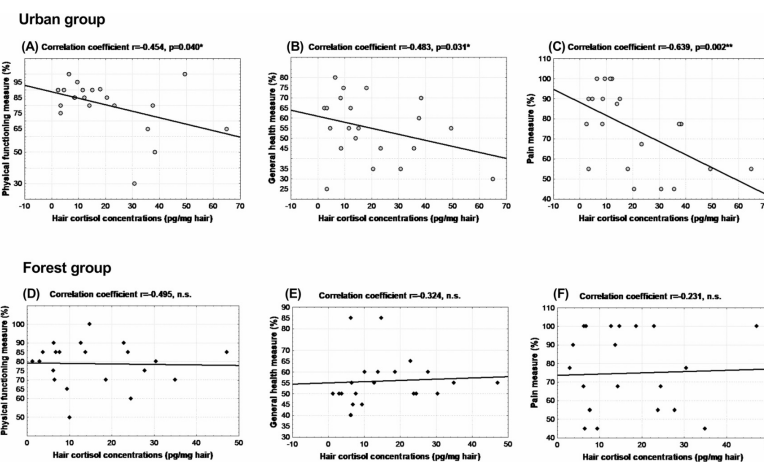 Urban group
(A) Correlation coefficient r=-0.454, p=0.040*
Physical functioning measure (%)
95
85
75
65
50
30
-10 0 10 20 30 40 50 60 70
Hair cortisol concentrations (pg/mg hair)
(B) Correlation coefficient r=-0.483, p=0.031*
General health measure (%)
80
75
70
65
60
55
50
45
40
35
30
25
-10 0 10 20 30 40 50 60 70
Hair cortisol concentrations (pg/mg hair)
(C) Correlation coefficient r=-0.639, p=0.002**
Pain measure (%)
110
100
90
80
70
60
50
40
-10 0 10 20 30 40 50 60 70
Hair cortisol concentrations (pg/mg hair)
Forest group
(D) Correlation coefficient r=-0.495, n.s.
Physical functioning measure (%)
100
90
85
80
75
70
65
60
50
0 10 20 30 40 50
Hair cortisol concentrations (pg/mg hair)
(E) Correlation coefficient r=-0.324, n.s.
General health measure (%)
90
85
65
60
55
50
45
40
35
30
0 10 20 30 40 50
Hair cortisol concentrations (pg/mg hair)
(F) Correlation coefficient r=-0.231, n.s.
Pain measure (%)
110
100
90
80
70
60
50
40
0 10 20 30 40
Hair cortisol concentrations (pg/mg hair)